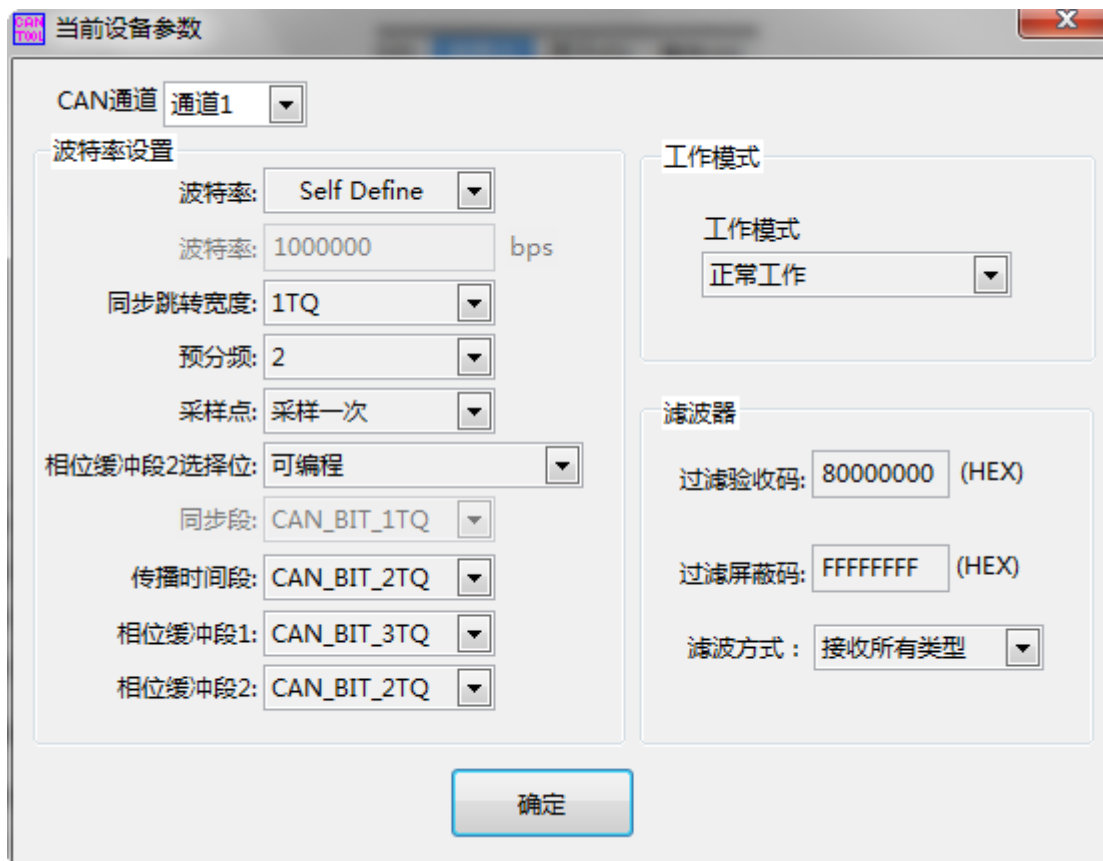 CAN TOOL 当前设备参数
CAN通道 通道1
波特率设置
波特率: Self Define
波特率: 1000000 bps
同步跳转宽度: 1TQ
预分频: 2
采样点: 采样一次
相位缓冲段2选择位: 可编程
同步段: CAN_BIT_1TQ
传播时间段: CAN_BIT_2TQ
相位缓冲段1: CAN_BIT_3TQ
相位缓冲段2: CAN_BIT_2TQ
工作模式
工作模式
正常工作
滤波器
过滤验收码: 80000000 (HEX)
过滤屏蔽码: FFFFFFFF (HEX)
滤波方式： 接收所有类型
确定